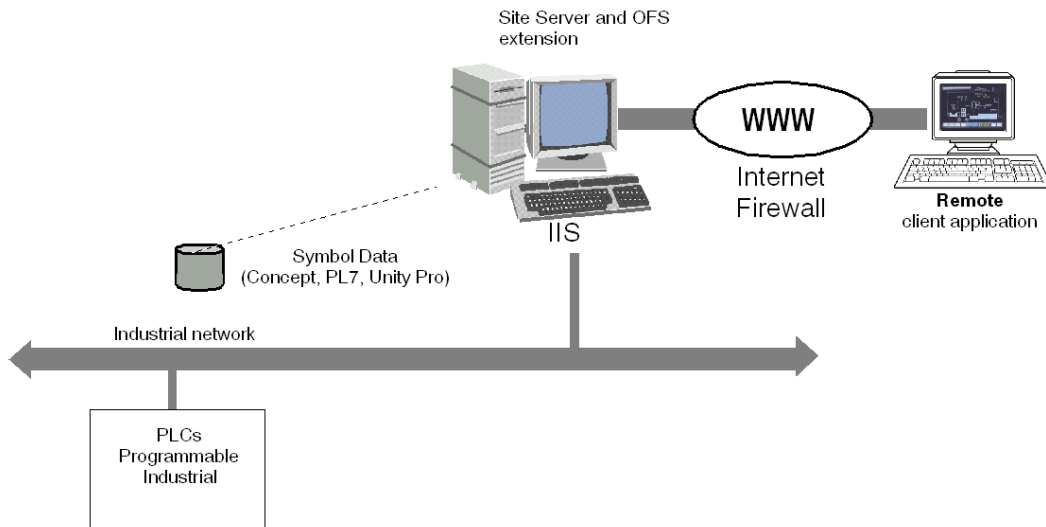 Site Server and OFS
extension
WWW
Internet
Firewall
Remote
client application
IIS
Symbol Data
(Concept, PL7, Unity Pro)
Industrial network
PLCs
Programmable
Industrial